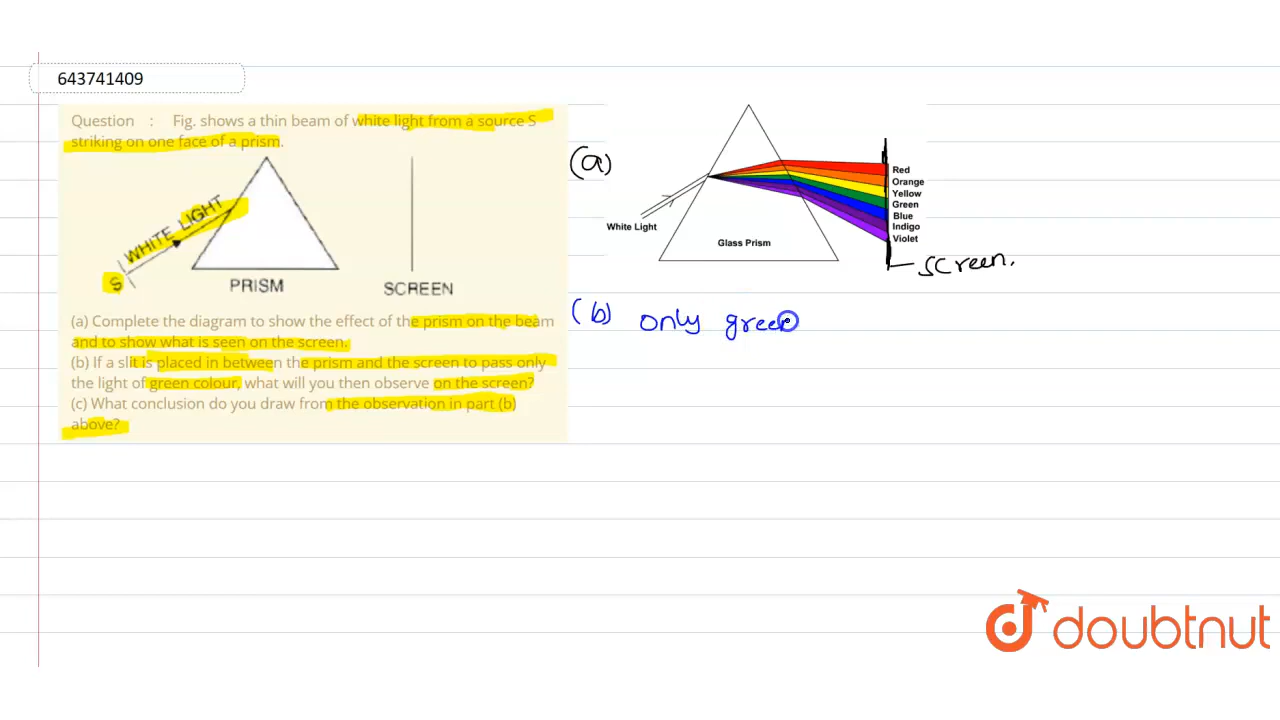 643741409
Question : Fig. shows a thin beam of white light from a source S
striking on one face of a prism.
S
WHITE LIGHT
PRISM
SCREEN
(a) Complete the diagram to show the effect of the prism on the beam
and to show what is seen on the screen.
(b) If a slit is placed in between the prism and the screen to pass only
the light of green colour, what will you then observe on the screen?
(c) What conclusion do you draw from the observation in part (b)
above?
(a)
White Light
Glass Prism
Red
Orange
Yellow
Green
Blue
Indigo
Violet
Screen.
(b) only green
doubtnut